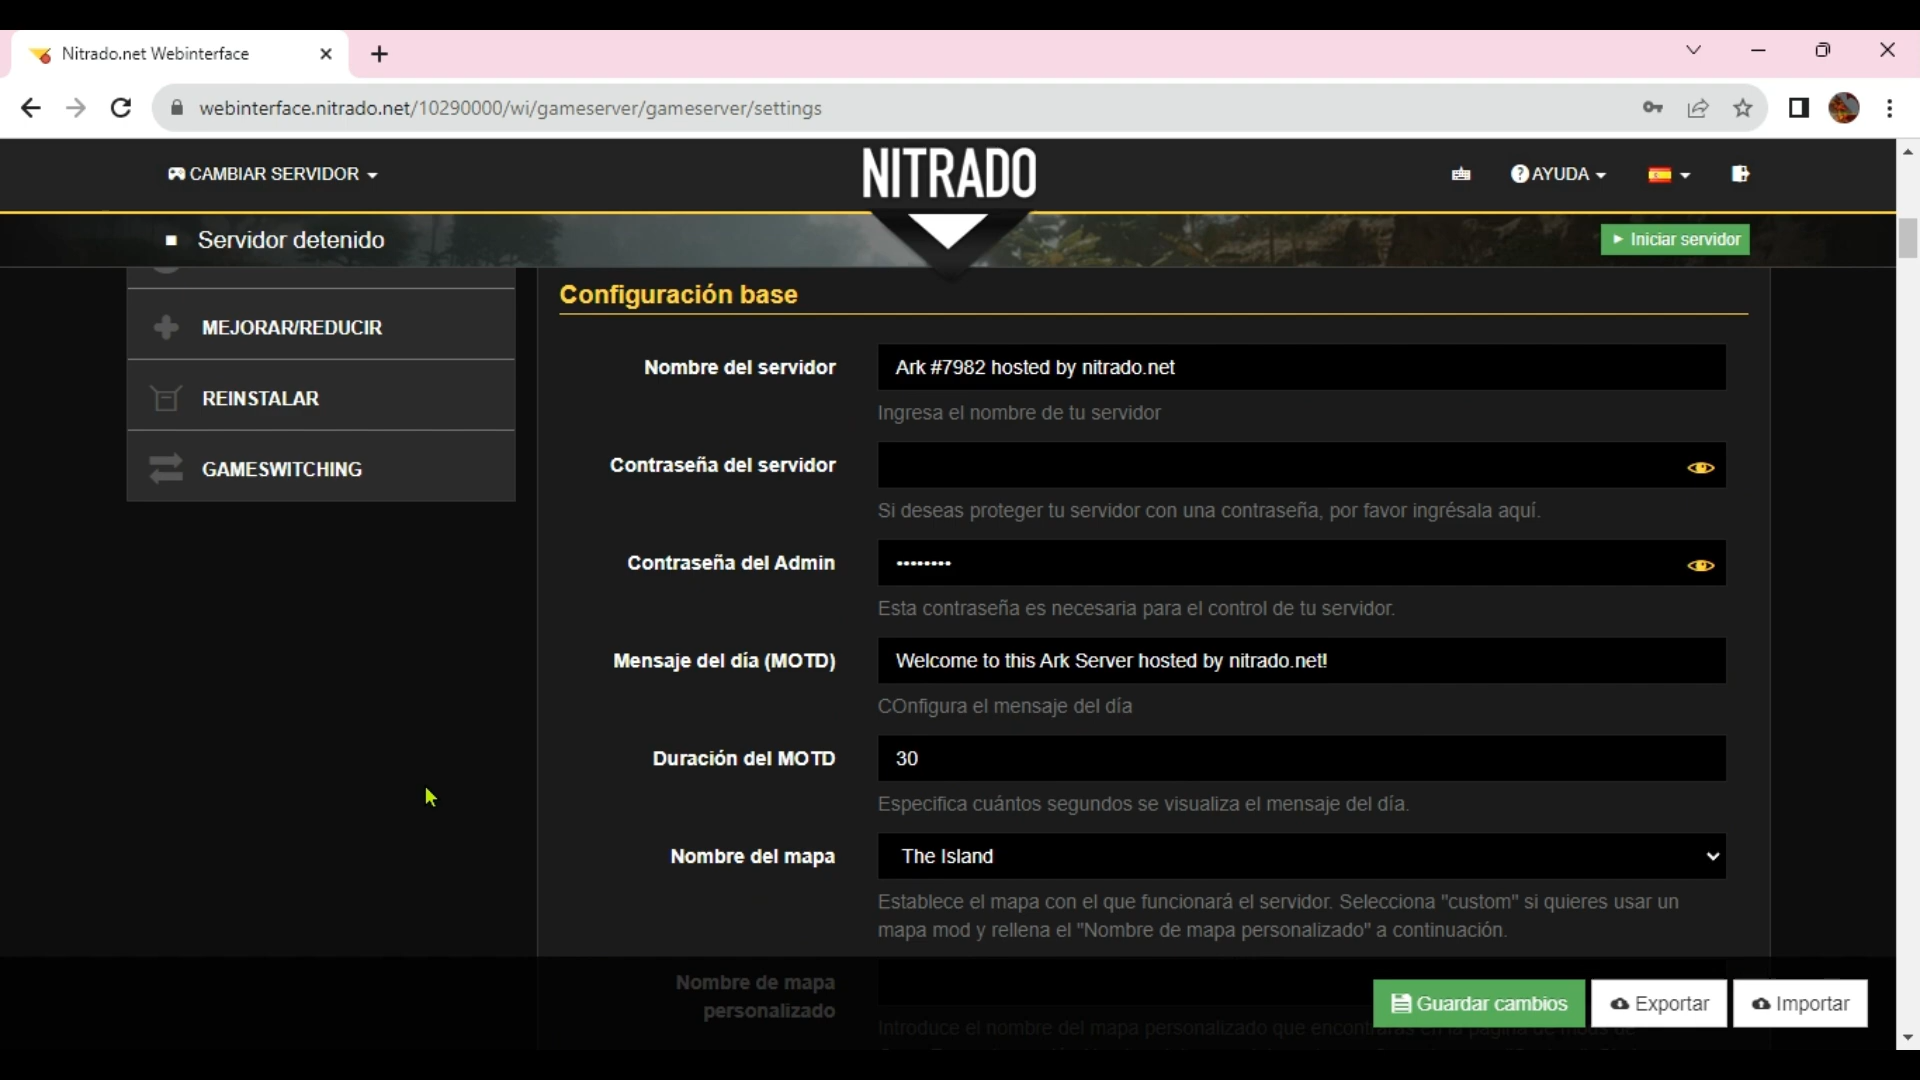 Nitrado.net Webinterface
webinterface.nitrado.net/10290000/wi/gameserver/gameserver/settings
CAMBIAR SERVIDOR
NITRADO
AYUDA
Servidor detenido
Iniciar servidor
MEJORAR/REDUCIR
REINSTALAR
GAMESWITCHING
Configuración base
Nombre del servidor
Ark #7982 hosted by nitrado.net
Ingresa el nombre de tu servidor
Contraseña del servidor
Si deseas proteger tu servidor con una contraseña, por favor ingrésala aquí.
Contraseña del Admin
••••••••
Esta contraseña es necesaria para el control de tu servidor.
Mensaje del día (MOTD)
Welcome to this Ark Server hosted by nitrado.net!
COnfigura el mensaje del día
Duración del MOTD
30
Especifica cuántos segundos se visualiza el mensaje del día.
Nombre del mapa
The Island
Establece el mapa con el que funcionará el servidor. Selecciona "custom" si quieres usar un
mapa mod y rellena el "Nombre de mapa personalizado" a continuación.
Nombre de mapa
personalizado
Introduce el nombre del mapa personalizado que
Guardar cambios
Exportar
Importar